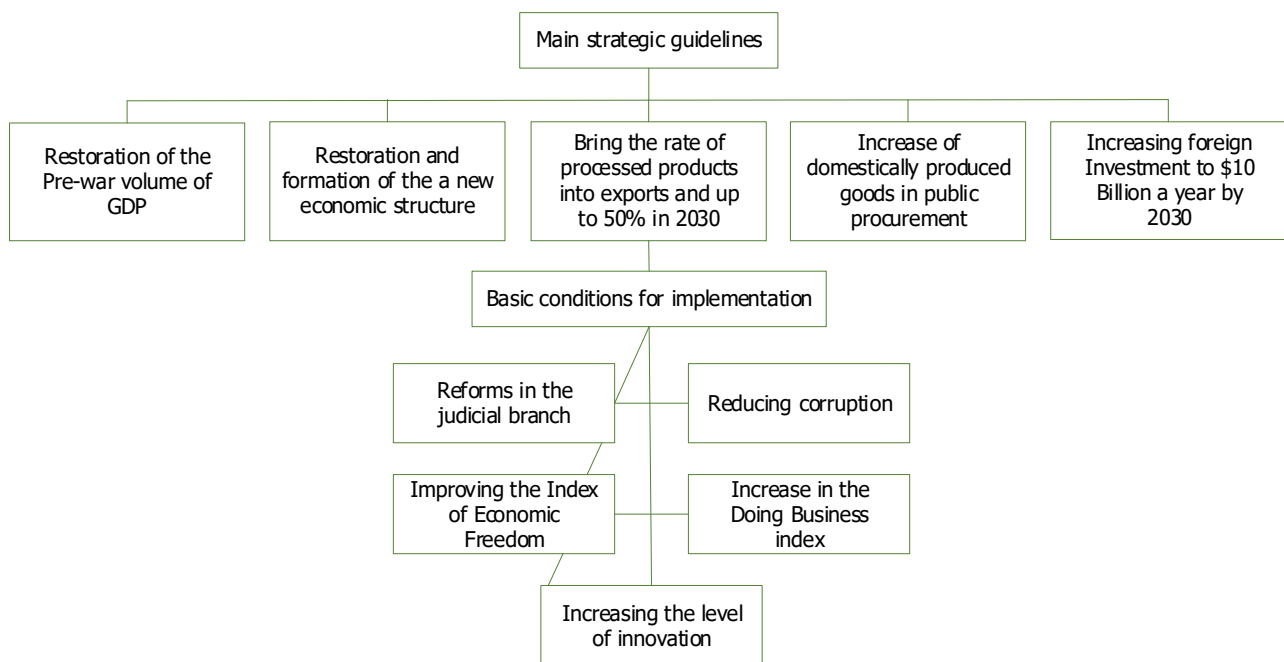 Main strategic guidelines
Restoration of the
Pre-war volume of
GDP
Restoration and
formation of the a new
economic structure
Bring the rate of
processed products
into exports and up
to 50% in 2030
Increase of
domestically produced
goods in public
procurement
Increasing foreign
Investment to $10
Billion a year by
2030
Basic conditions for implementation
Reforms in the
judicial branch
Reducing corruption
Improving the Index
of Economic
Freedom
Increase in the
Doing Business
index
Increasing the level
of innovation